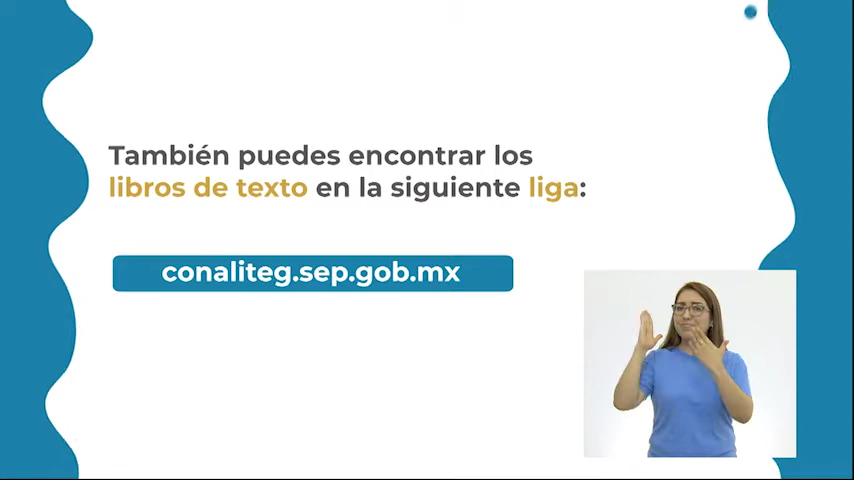 También puedes encontrar los
libros de texto en la siguiente liga:
conaliteg.sep.gob.mx